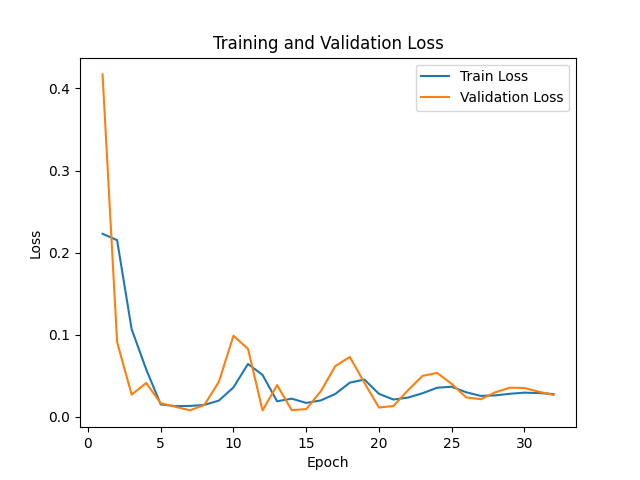 Training and Validation Loss
Train Loss
Validation Loss
0.4
0.3
0.2
0.1
0.0
Loss
0 5 10 15 20 25 30
Epoch